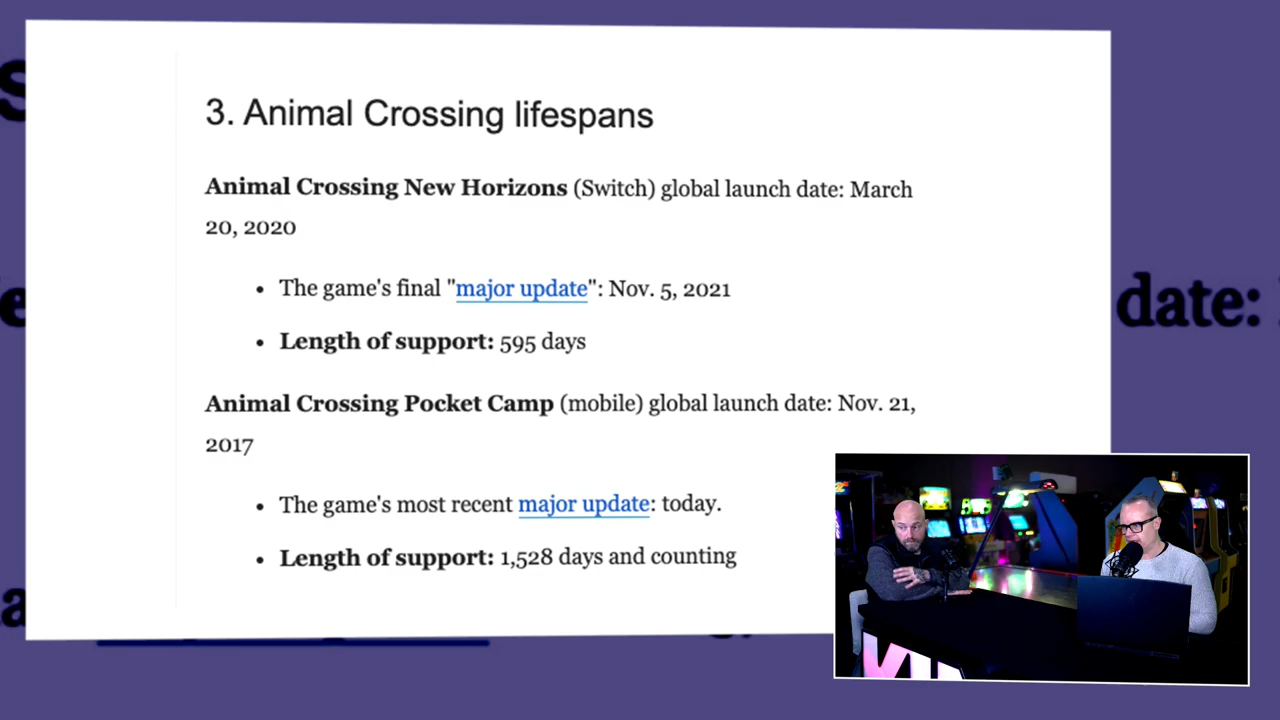 3. Animal Crossing lifespans
Animal Crossing New Horizons (Switch) global launch date: March
20, 2020
• The game's final "major update": Nov. 5, 2021
• Length of support: 595 days
date:
Animal Crossing Pocket Camp (mobile) global launch date: Nov. 21,
2017
• The game's most recent major update: today.
• Length of support: 1,528 days and counting